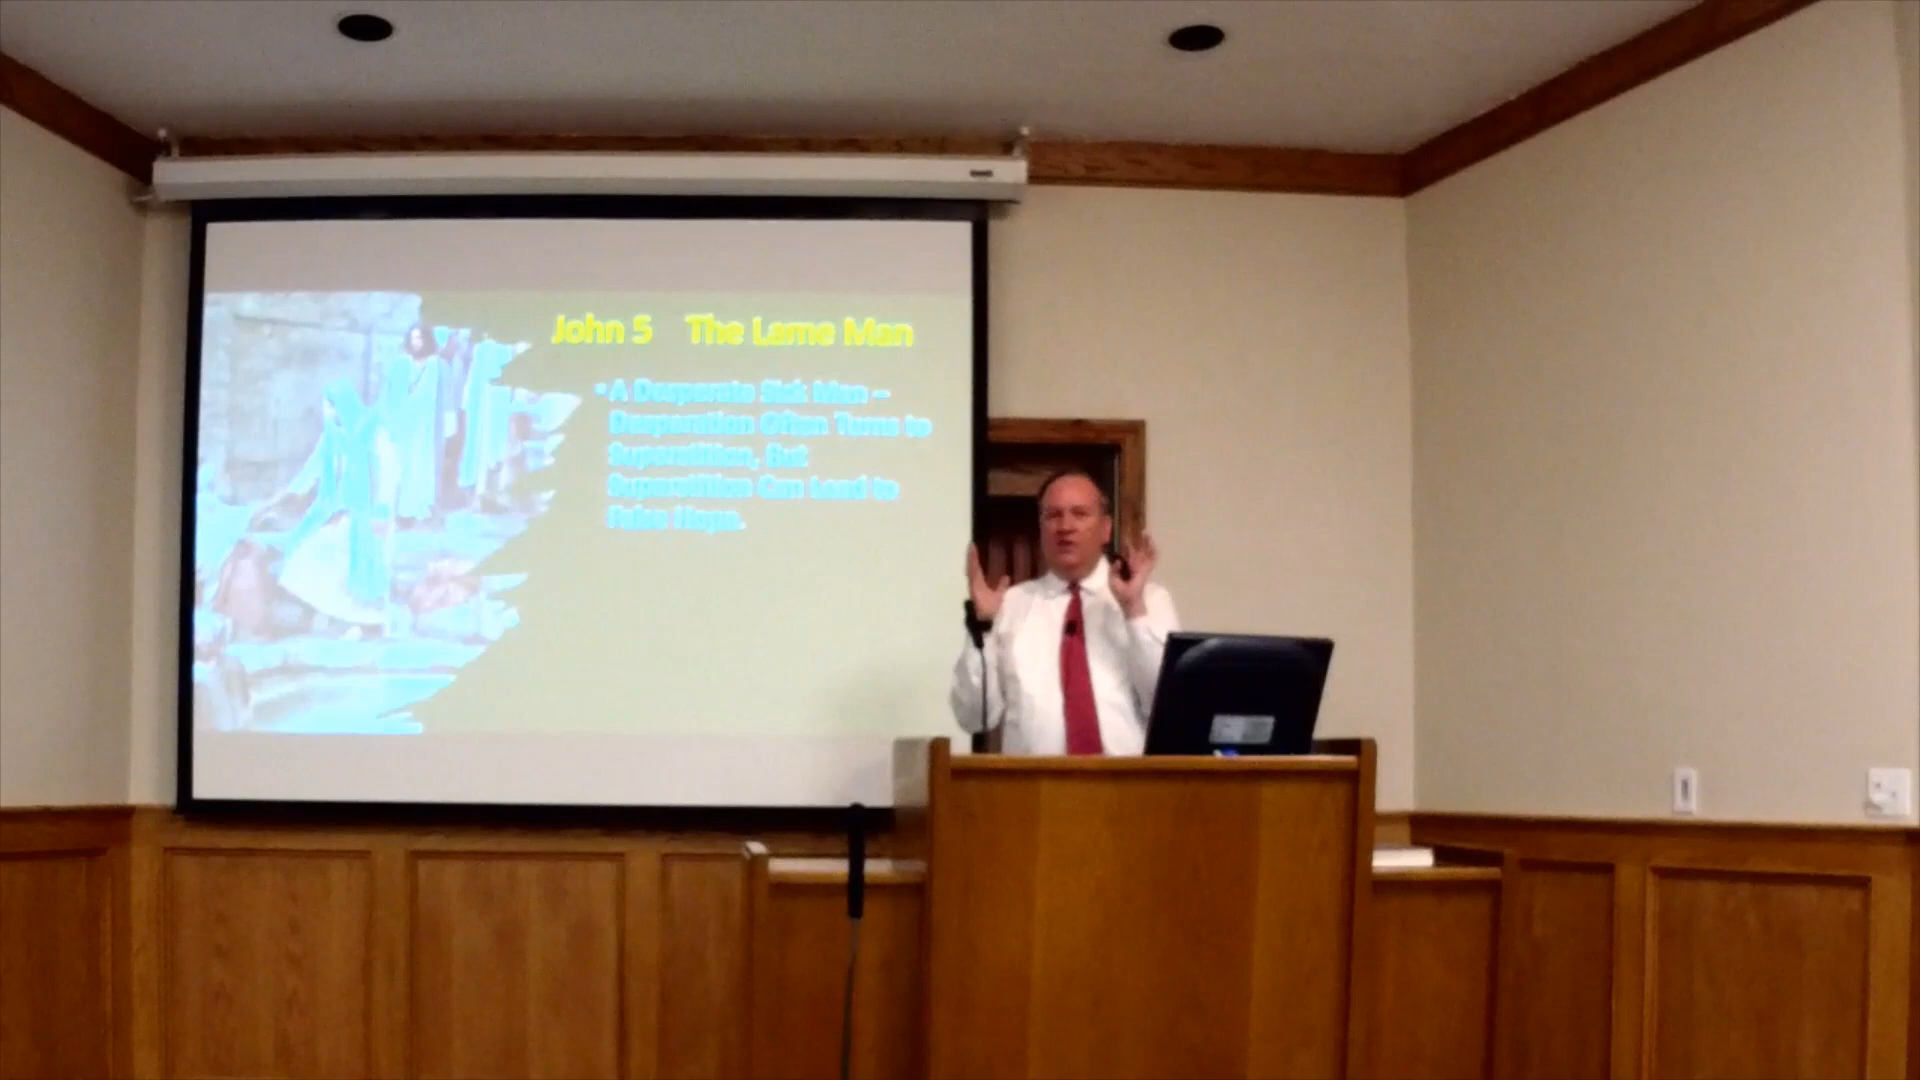 John 5 The Lame Man
• A Desperate Sick Man –
Desperation Often Turns to
Superstition, But
Superstition Can Lead to
False Hope.